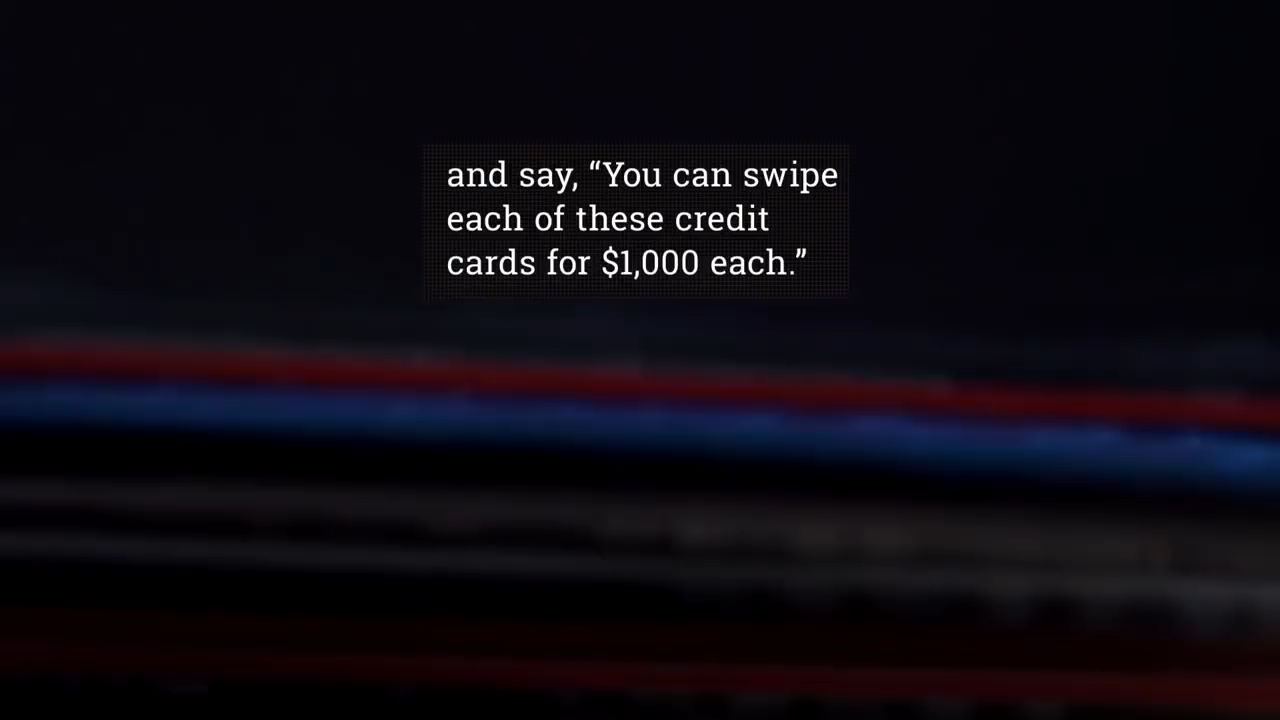 and say, “You can swipe
each of these credit
cards for $1,000 each.”